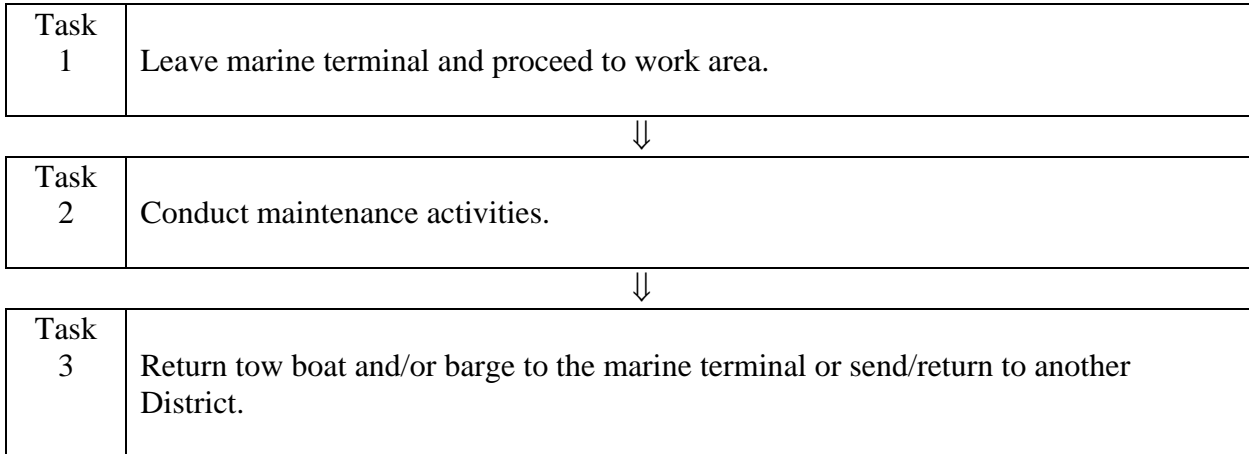 Task
1
Leave marine terminal and proceed to work area.
⇓
Task
2
Conduct maintenance activities.
⇓
Task
3
Return tow boat and/or barge to the marine terminal or send/return to another
District.